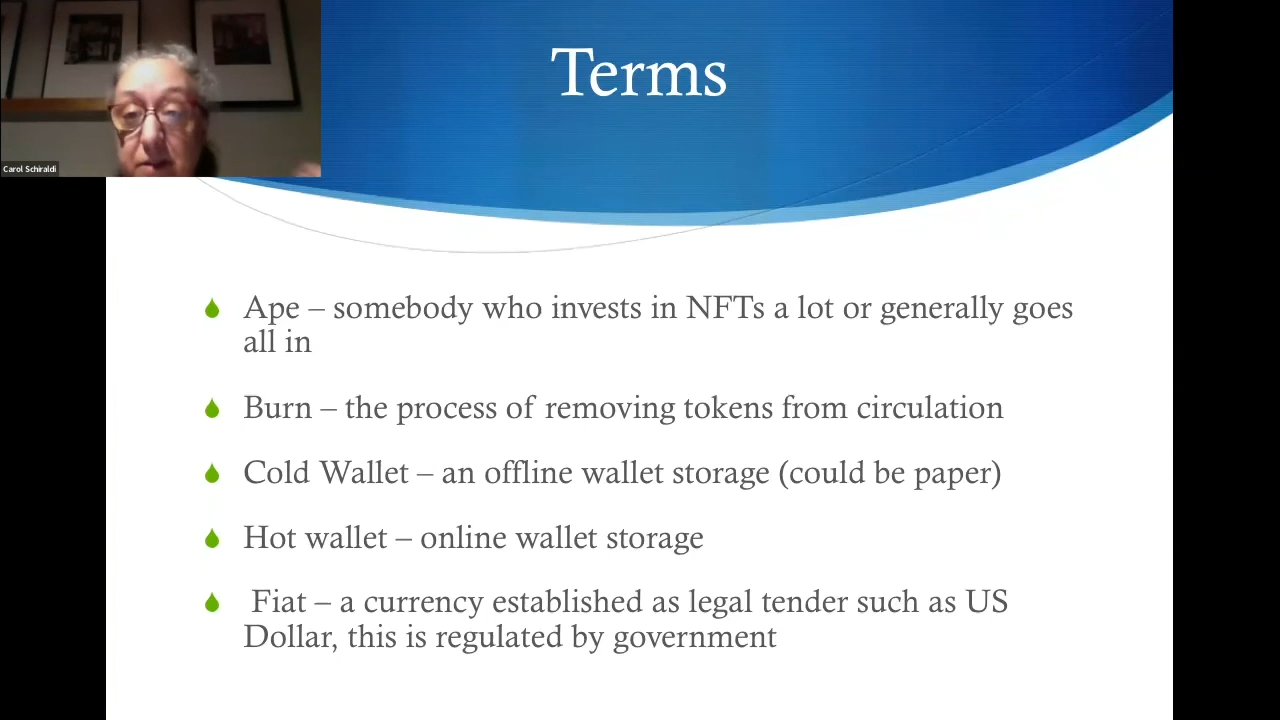 Terms
Carol Schiraldi
Ape – somebody who invests in NFTs a lot or generally goes
all in
Burn – the process of removing tokens from circulation
Cold Wallet – an offline wallet storage (could be paper)
Hot wallet – online wallet storage
Fiat – a currency established as legal tender such as US
Dollar, this is regulated by government